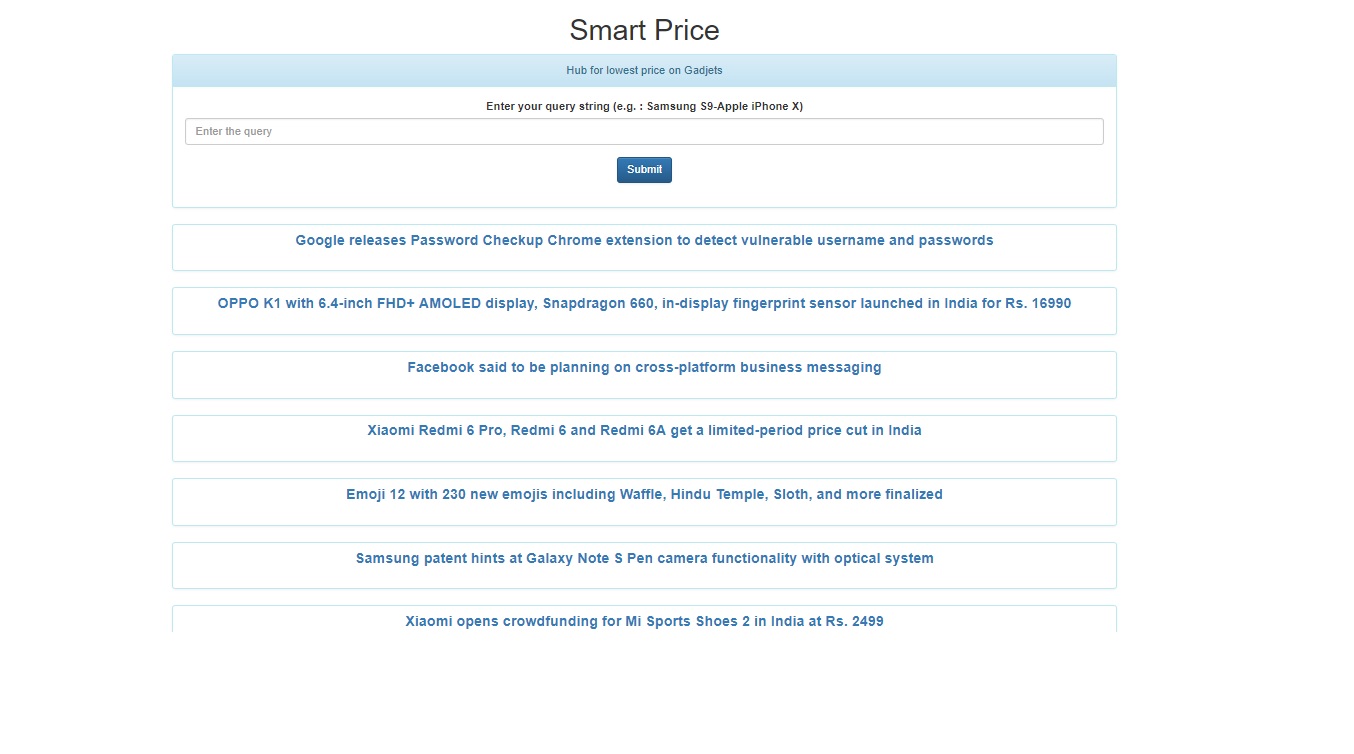 Smart Price
Hub for lowest price on Gadjets
Enter your query string (e.g. : Samsung S9-Apple iPhone X)
Enter the query
Submit
Google releases Password Checkup Chrome extension to detect vulnerable username and passwords
OPPO K1 with 6.4-inch FHD+ AMOLED display, Snapdragon 660, in-display fingerprint sensor launched in India for Rs. 16990
Facebook said to be planning on cross-platform business messaging
Xiaomi Redmi 6 Pro, Redmi 6 and Redmi 6A get a limited-period price cut in India
Emoji 12 with 230 new emojis including Waffle, Hindu Temple, Sloth, and more finalized
Samsung patent hints at Galaxy Note S Pen camera functionality with optical system
Xiaomi opens crowdfunding for Mi Sports Shoes 2 in India at Rs. 2499